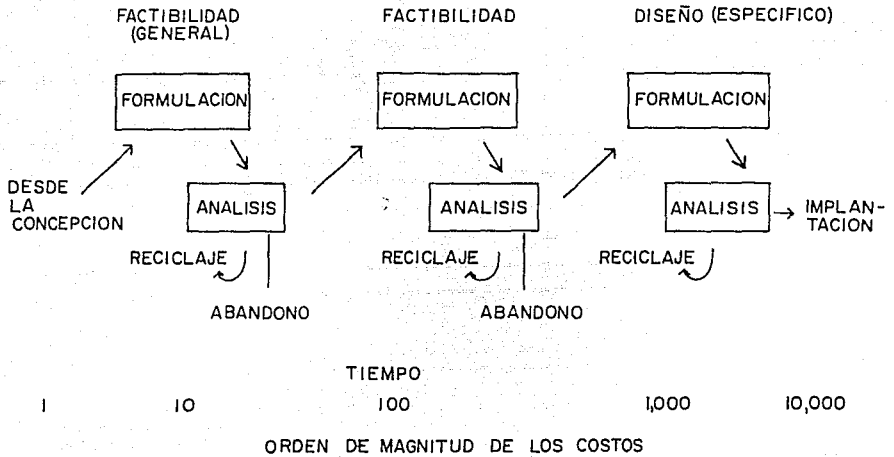 FACTIBILIDAD
(GENERAL)
FACTIBILIDAD
DISEÑO (ESPECIFICO)
FORMULACION
FORMULACION
FORMULACION
DESDE
LA
CONCEPCION
ANALISIS
ANALISIS
ANALISIS
IMPLAN-
TACION
RECICLAJE
RECICLAJE
RECICLAJE
ABANDONO
ABANDONO
TIEMPO
1 10 100 1,000 10,000
ORDEN DE MAGNITUD DE LOS COSTOS